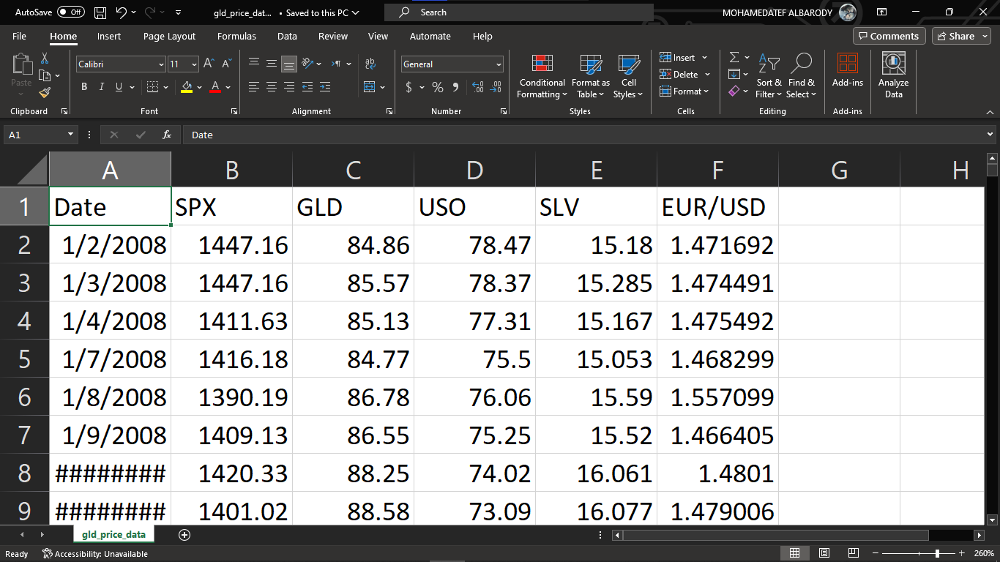 AutoSave Off gld_price_dat... • Saved to this PC Search MOHAMEDATEF ALBARODY
File Home Insert Page Layout Formulas Data Review View Automate Help Comments Share
Paste Calibri 11 B I U A General $ % Conditional Formatting Format as Table Cell Styles Insert Delete Format Sort & Filter Find & Select Add-ins Analyze Data
Clipboard Font Alignment Number Styles Cells Editing Add-ins
A1 fx Date
A B C D E F G H
1 Date SPX GLD USO SLV EUR/USD
2 1/2/2008 1447.16 84.86 78.47 15.18 1.471692
3 1/3/2008 1447.16 85.57 78.37 15.285 1.474491
4 1/4/2008 1411.63 85.13 77.31 15.167 1.475492
5 1/7/2008 1416.18 84.77 75.5 15.053 1.468299
6 1/8/2008 1390.19 86.78 76.06 15.59 1.557099
7 1/9/2008 1409.13 86.55 75.25 15.52 1.466405
8 ######## 1420.33 88.25 74.02 16.061 1.4801
9 ######## 1401.02 88.58 73.09 16.077 1.479006
gld_price_data
Ready Accessibility: Unavailable 260%